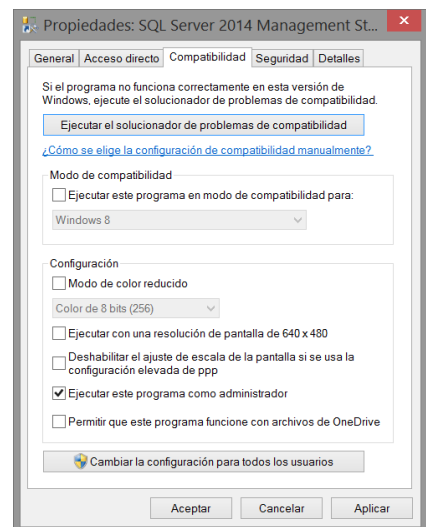 Propiedades: SQL Server 2014 Management St...
General Acceso directo Compatibilidad Seguridad Detalles
Si el programa no funciona correctamente en esta versión de
Windows, ejecute el solucionador de problemas de compatibilidad.
Ejecutar el solucionador de problemas de compatibilidad
¿Cómo se elige la configuración de compatibilidad manualmente?
Modo de compatibilidad
Ejecutar este programa en modo de compatibilidad para:
Windows 8
Configuración
Modo de color reducido
Color de 8 bits (256)
Ejecutar con una resolución de pantalla de 640 x 480
Deshabilitar el ajuste de escala de la pantalla si se usa la
configuración elevada de ppp
Ejecutar este programa como administrador
Permitir que este programa funcione con archivos de OneDrive
Cambiar la configuración para todos los usuarios
Aceptar Cancelar Aplicar